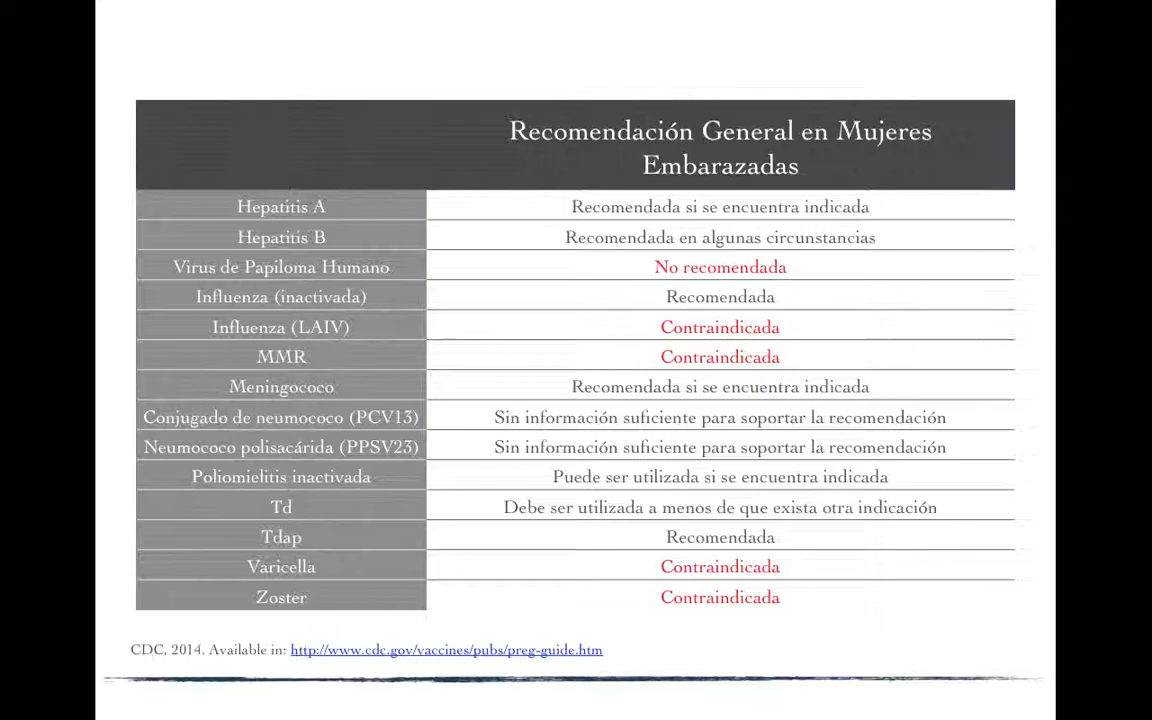 Recomendación General en Mujeres
Embarazadas
Hepatitis A Recomendada si se encuentra indicada
Hepatitis B Recomendada en algunas circunstancias
Virus de Papiloma Humano No recomendada
Influenza (inactivada) Recomendada
Influenza (LAIV) Contraindicada
MMR Contraindicada
Meningococo Recomendada si se encuentra indicada
Conjugado de neumococo (PCV13) Sin información suficiente para soportar la recomendación
Neumococo polisacárida (PPSV23) Sin información suficiente para soportar la recomendación
Poliomielitis inactivada Puede ser utilizada si se encuentra indicada
Td Debe ser utilizada a menos de que exista otra indicación
Tdap Recomendada
Varicella Contraindicada
Zoster Contraindicada
CDC, 2014. Available in: http://www.cdc.gov/vaccines/pubs/preg-guide.htm